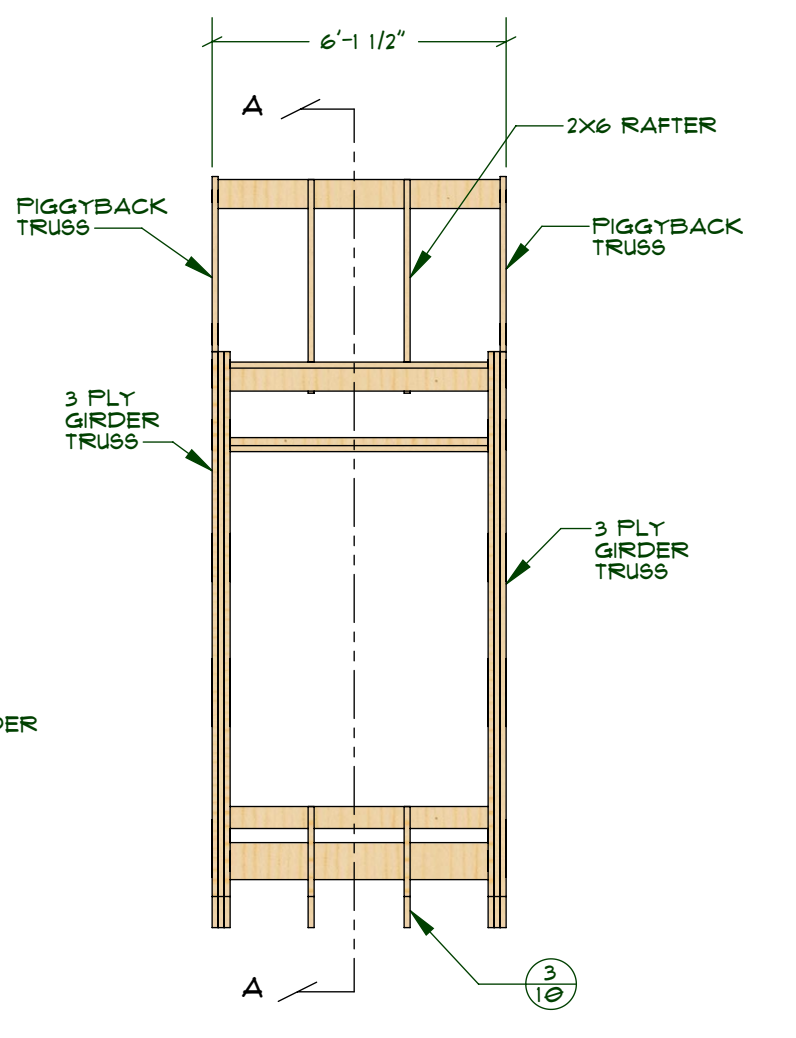 6'-1 1/2"
A
2X6 RAFTER
PIGGYBACK
TRUSS
PIGGYBACK
TRUSS
3 PLY
GIRDER
TRUSS
3 PLY
GIRDER
TRUSS
DER
A
3
10